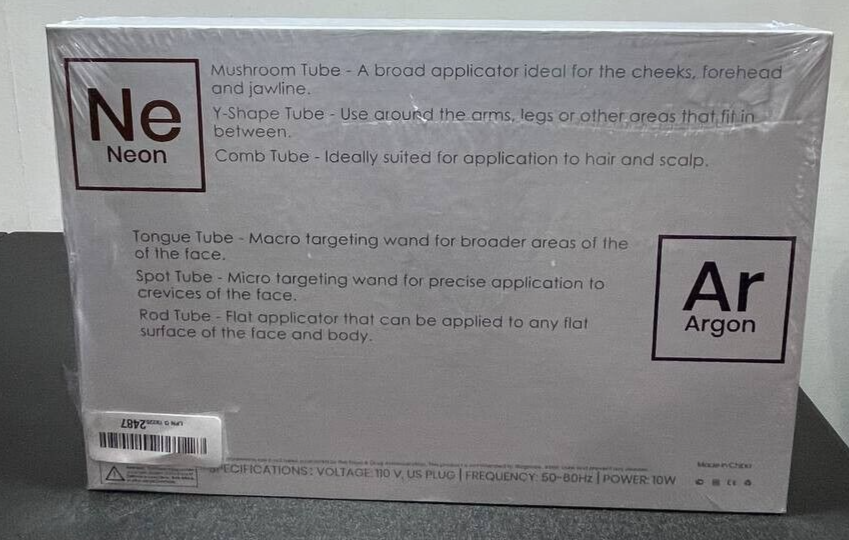 Ne
Neon
Mushroom Tube - A broad applicator ideal for the cheeks, forehead
and jawline.
Y-Shape Tube - Use around the arms, legs or other areas that fit in
between.
Comb Tube - Ideally suited for application to hair and scalp.
Tongue Tube - Macro targeting wand for broader areas of the
of the face.
Spot Tube - Micro targeting wand for precise application to
crevices of the face.
Rod Tube - Flat applicator that can be applied to any flat
surface of the face and body.
Ar
Argon
2487
SPECIFICATIONS: VOLTAGE: 110 V, US PLUG | FREQUENCY: 50-60Hz | POWER: 10W
Made In China